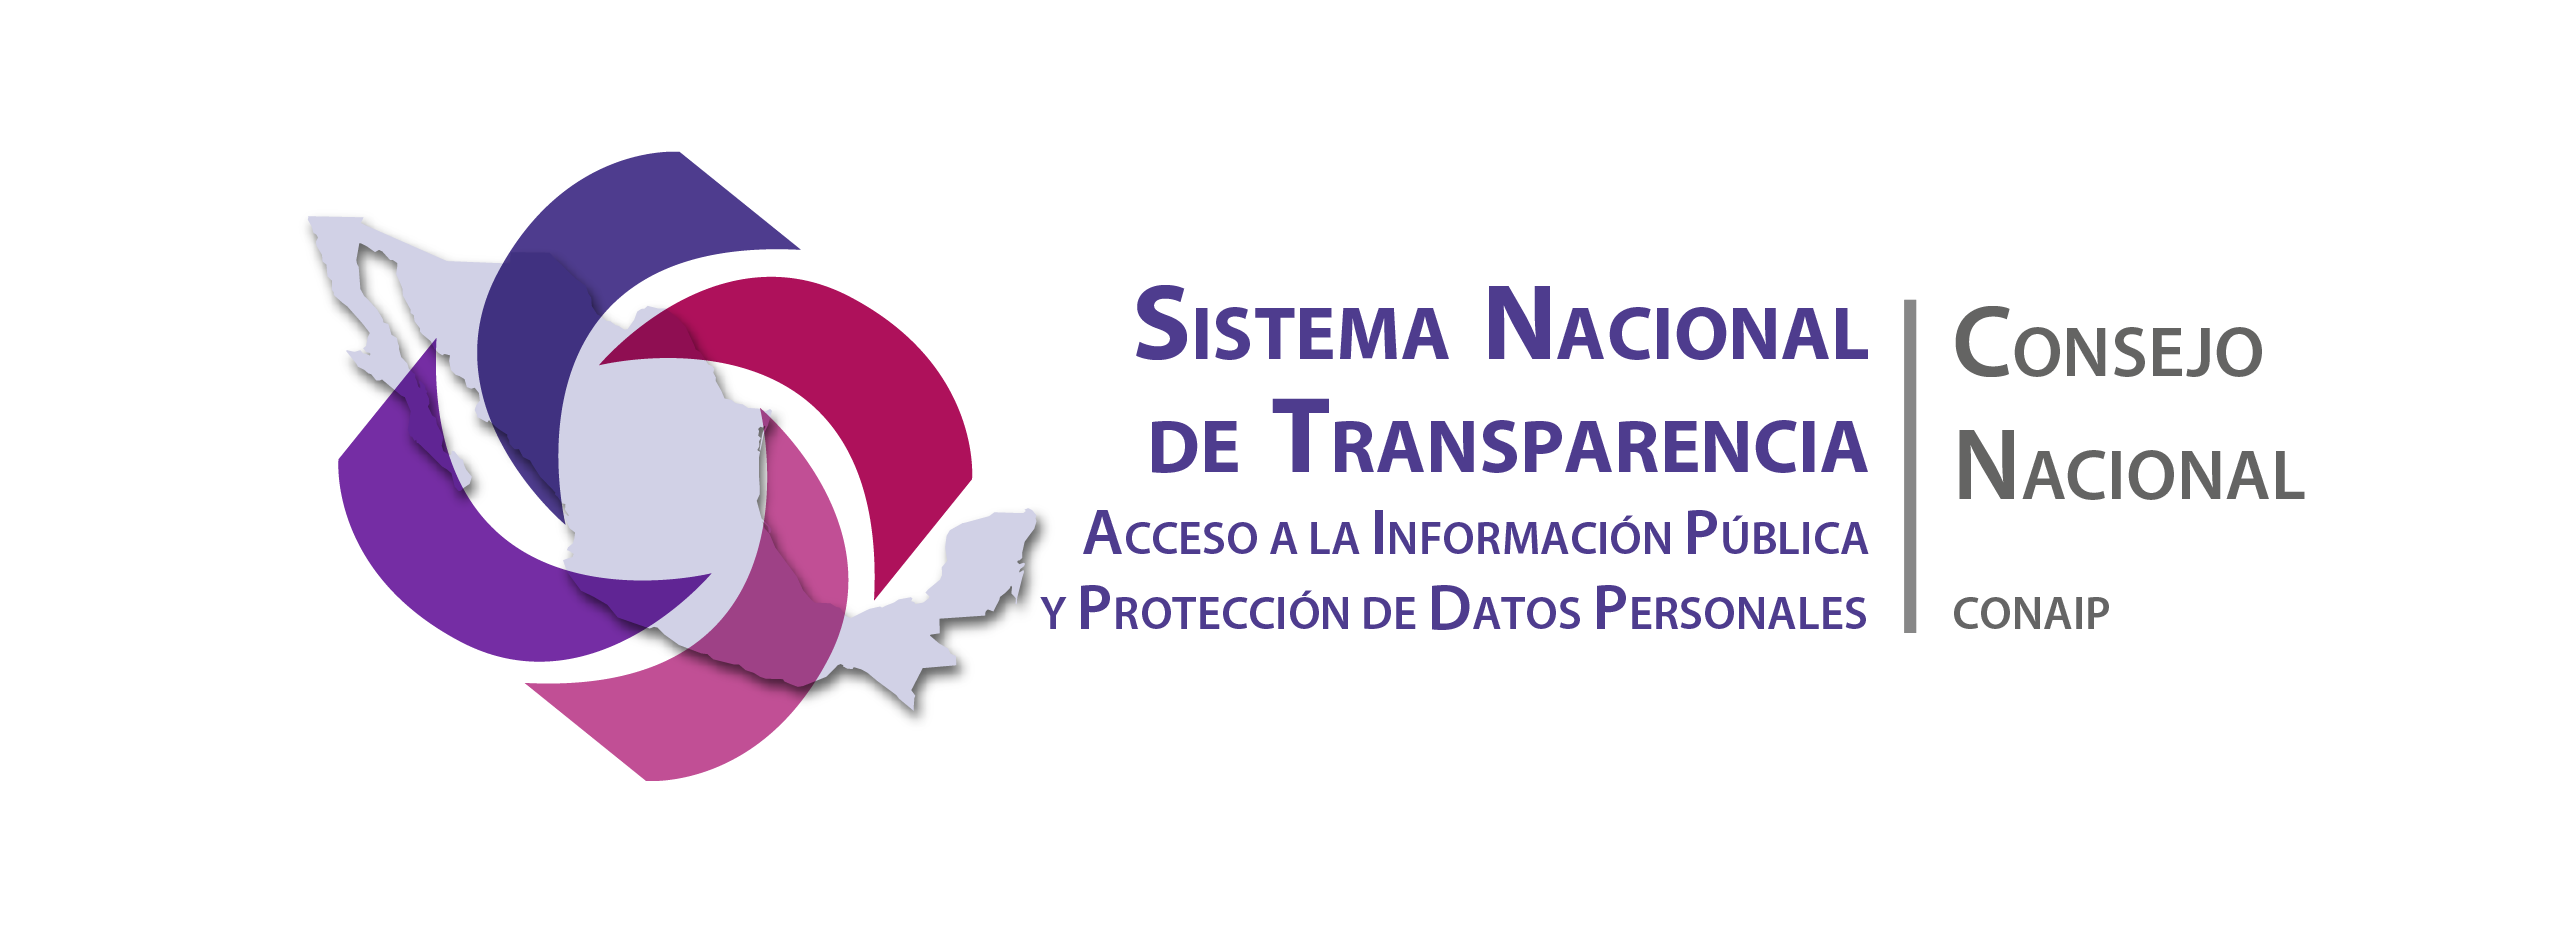 Sistema Nacional
de Transparencia
Acceso a la Información Pública
y Protección de Datos Personales
Consejo
Nacional
CONAIP